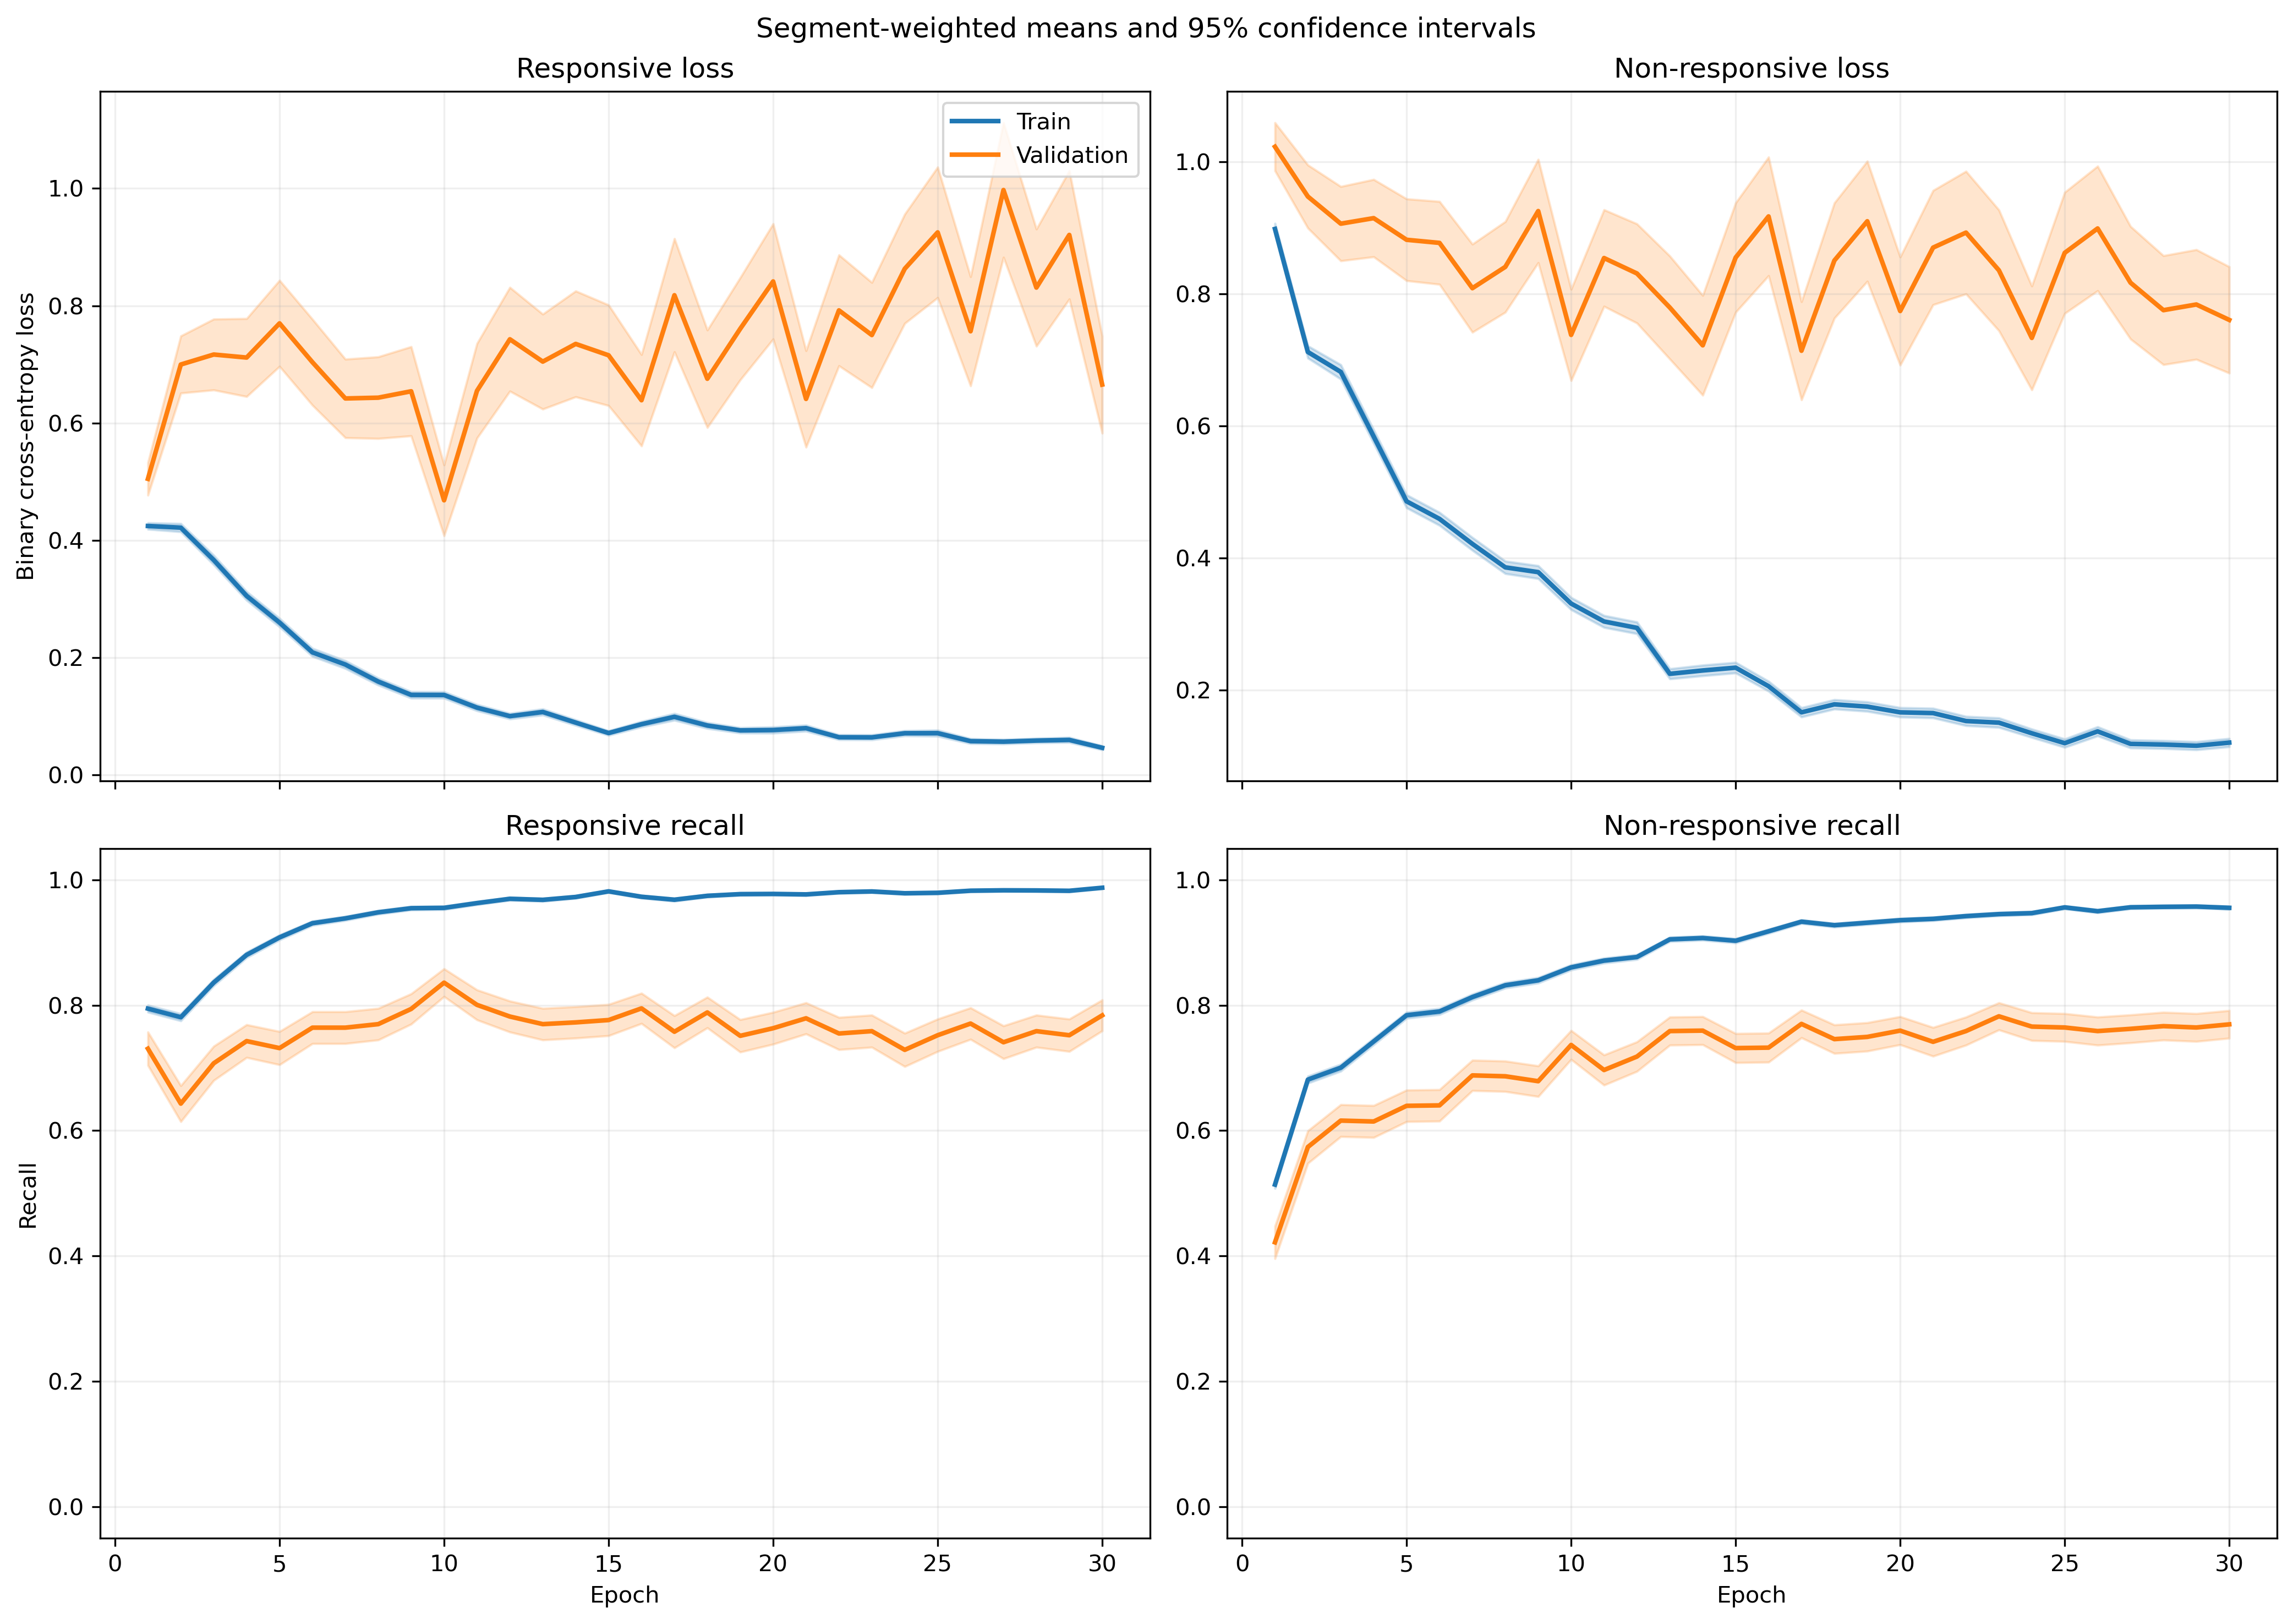 Segment-weighted means and 95% confidence intervals
Responsive loss
Non-responsive loss
Train
Validation
Binary cross-entropy loss
1.0
0.8
0.6
0.4
0.2
0.0
1.0
0.8
0.6
0.4
0.2
Responsive recall
Non-responsive recall
Recall
1.0
0.8
0.6
0.4
0.2
0.0
0 5 10 15 20 25 30
Epoch
1.0
0.8
0.6
0.4
0.2
0.0
0 5 10 15 20 25 30
Epoch